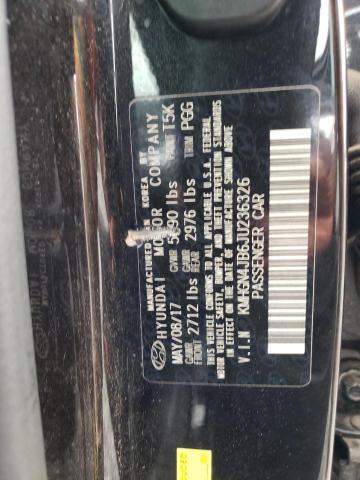 MANUFACTURED IN KOREA BY
HYUNDAI MOTOR COMPANY
MAY/08/17 GVWR 5490 lbs PAINT T5K
GAWR FRONT 2712 lbs GAWR REAR 2976 lbs TRIM PGG
THIS VEHICLE CONFORMS TO ALL APPLICABLE U.S.A. FEDERAL
MOTOR VEHICLE SAFETY, BUMPER, AND THEFT PREVENTION STANDARDS
IN EFFECT ON THE DATE OF MANUFACTURE SHOWN ABOVE
V.I.N KMHGN4JB6JU236326
PASSENGER CAR